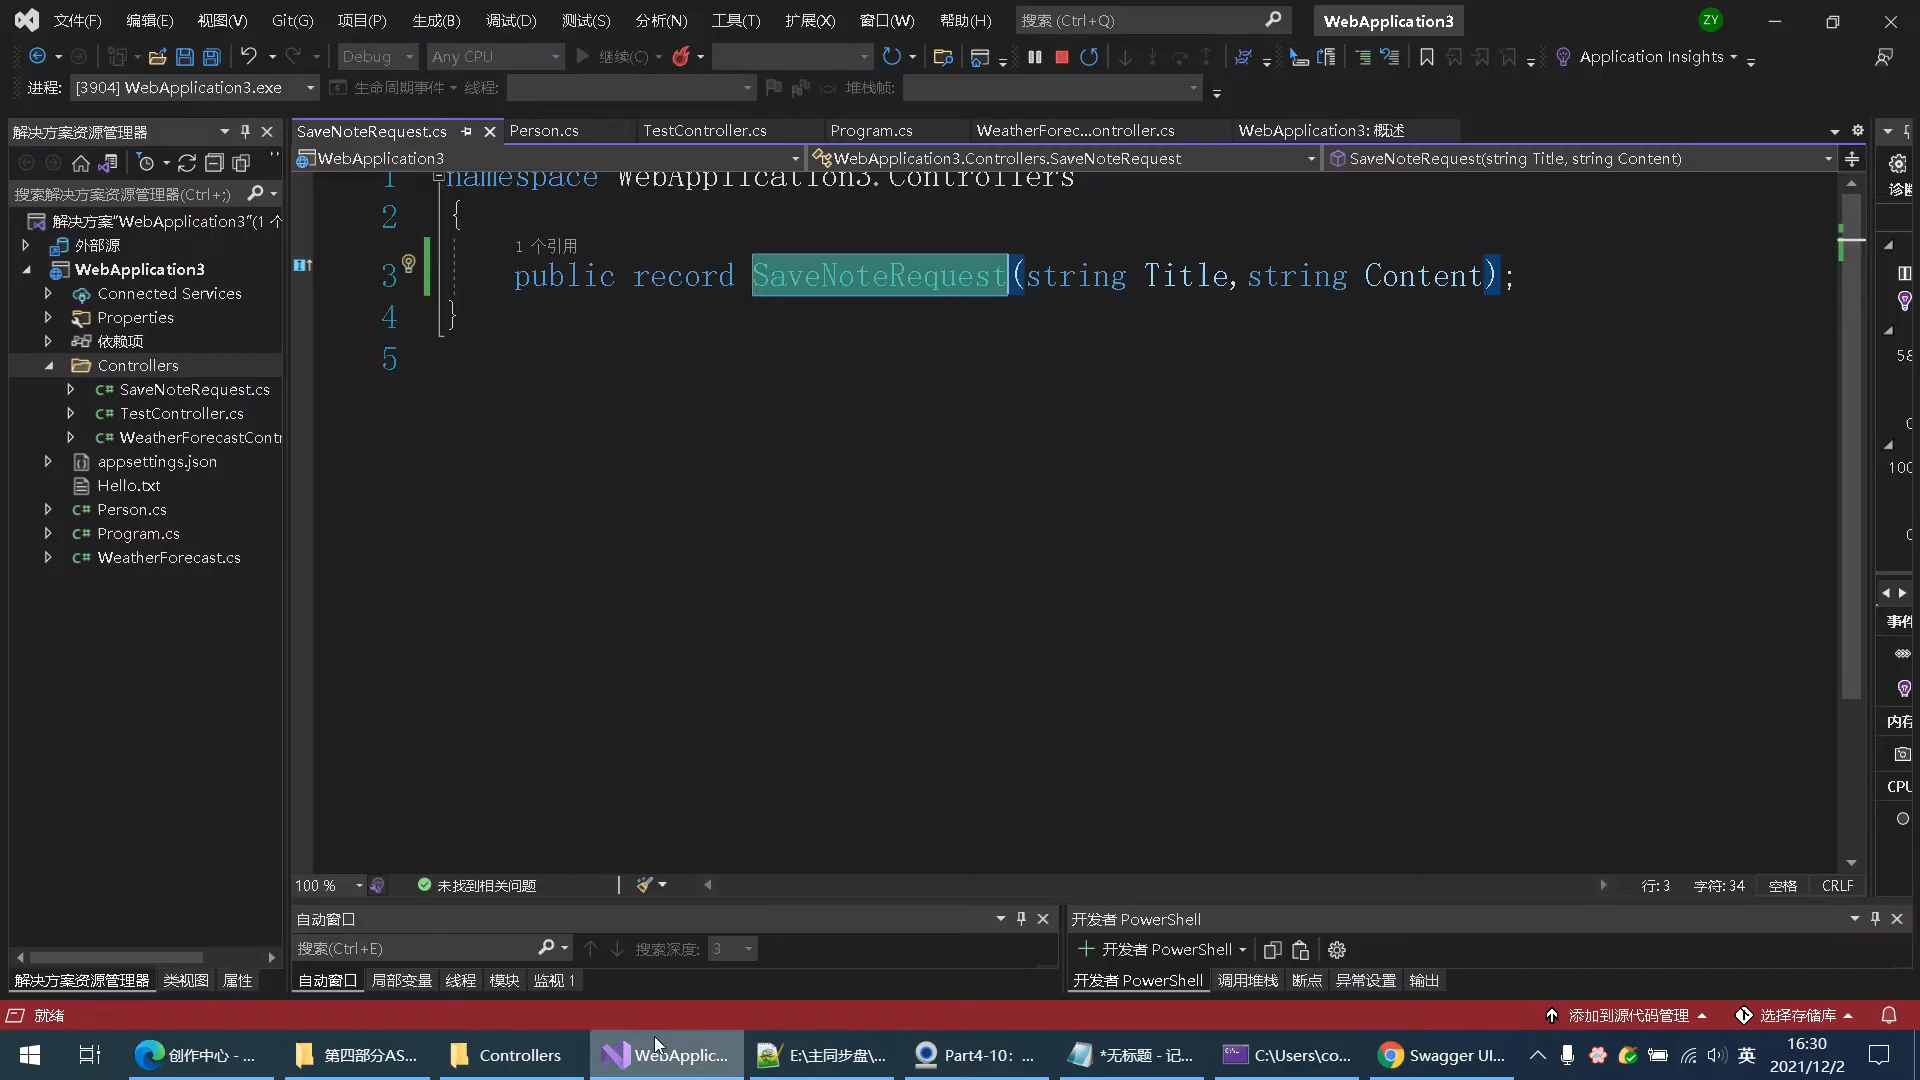 文件(F) 编辑(E) 视图(V) Git(G) 项目(P) 生成(B) 调试(D) 测试(S) 分析(N) 工具(T) 扩展(X) 窗口(W) 帮助(H) 搜索 (Ctrl+Q) WebApplication3 ZY
Debug Any CPU 继续(C) Application Insights
进程: [3904] WebApplication3.exe 生命周期事件 线程: 堆栈帧:
解决方案资源管理器
SaveNoteRequest.cs Person.cs TestController.cs Program.cs WeatherForec...ontroller.cs WebApplication3: 概述
WebApplication3 WebApplication3.Controllers.SaveNoteRequest SaveNoteRequest(string Title, string Content)
搜索解决方案资源管理器(Ctrl+;)
解决方案"WebApplication3"(1 个
外部源
WebApplication3
Connected Services
Properties
依赖项
Controllers
C# SaveNoteRequest.cs
C# TestController.cs
C# WeatherForecastContr
appsettings.json
Hello.txt
C# Person.cs
C# Program.cs
C# WeatherForecast.cs
1 namespace WebApplication3.Controllers
2 {
1 个引用
3 public record SaveNoteRequest(string Title,string Content);
4 }
5
诊断
58
0
100
0
事件
内存
CPU
100 % 未找到相关问题 行: 3 字符: 34 空格 CRLF
自动窗口
搜索(Ctrl+E) 搜索深度: 3
自动窗口 局部变量 线程 模块 监视 1
开发者 PowerShell
开发者 PowerShell
开发者 PowerShell 调用堆栈 断点 异常设置 输出
解决方案资源管理器 类视图 属性
就绪 添加到源代码管理 选择存储库
创作中心 - ... 第四部分AS... Controllers WebApplic... E:\主同步盘\... Part4-10：... *无标题 - 记... C:\Users\co... Swagger UI... 英 16:30
2021/12/2